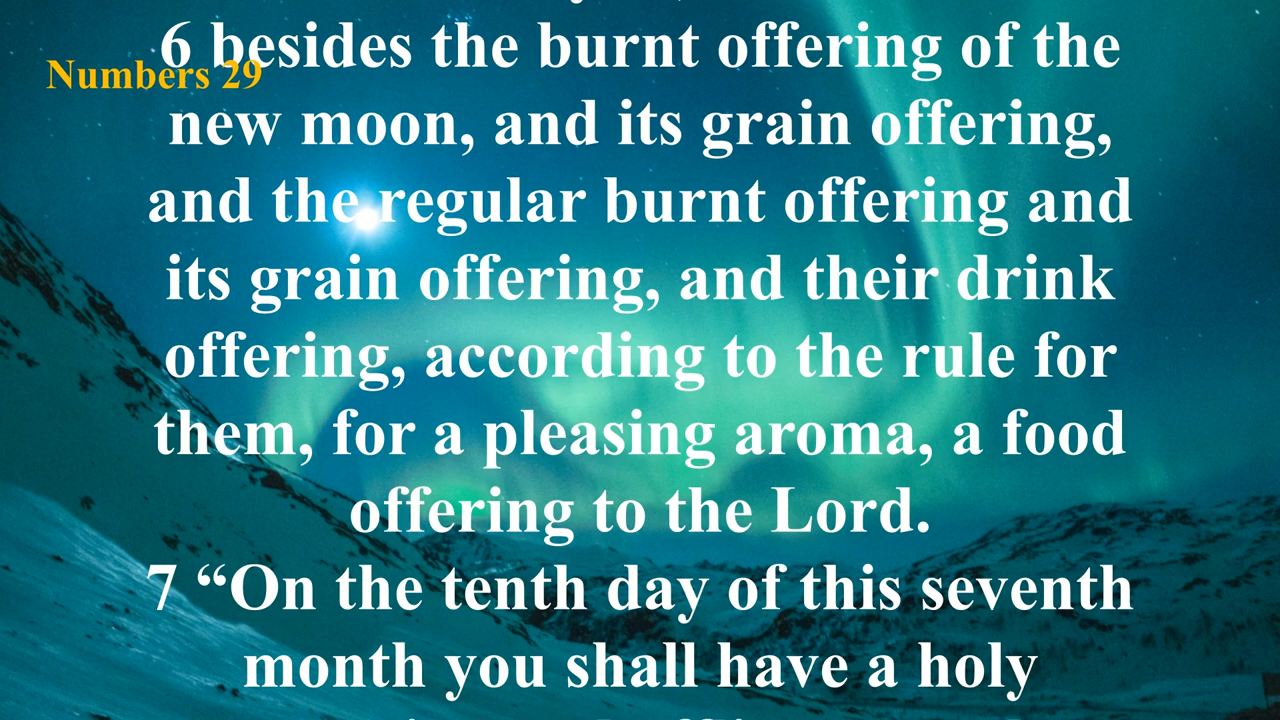 6 besides the burnt offering of the
Numbers 29
new moon, and its grain offering,
and the regular burnt offering and
its grain offering, and their drink
offering, according to the rule for
them, for a pleasing aroma, a food
offering to the Lord.
7 “On the tenth day of this seventh
month you shall have a holy